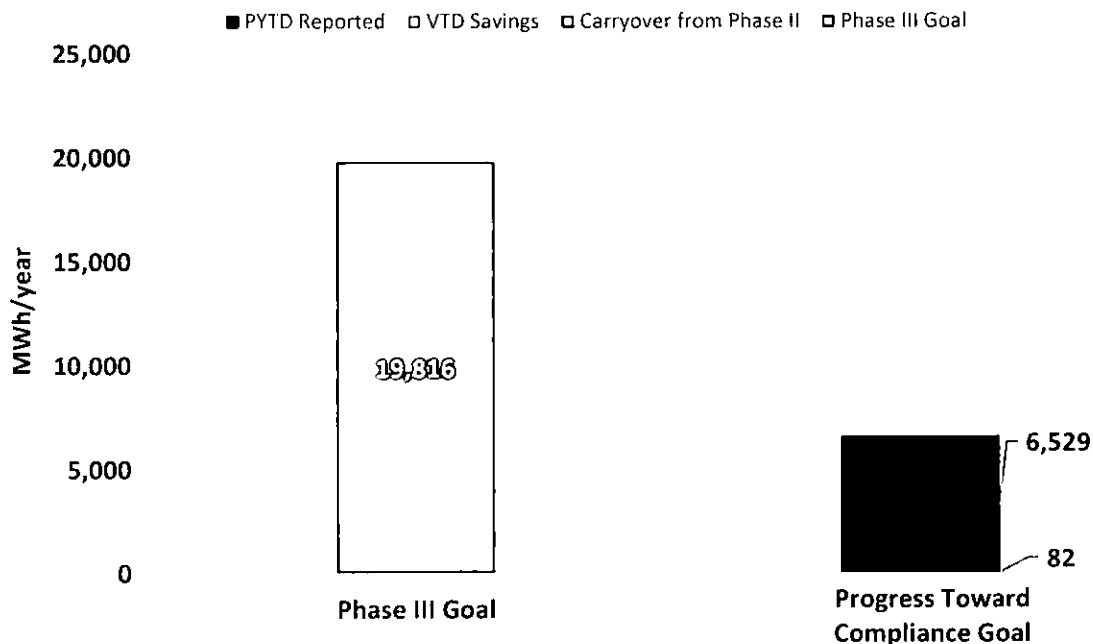 ■ PYTD Reported □ VTD Savings □ Carryover from Phase II □ Phase III Goal
25,000
20,000
15,000
10,000
5,000
0
MWh/year
19,816
6,529
82
Phase III Goal
Progress Toward
Compliance Goal